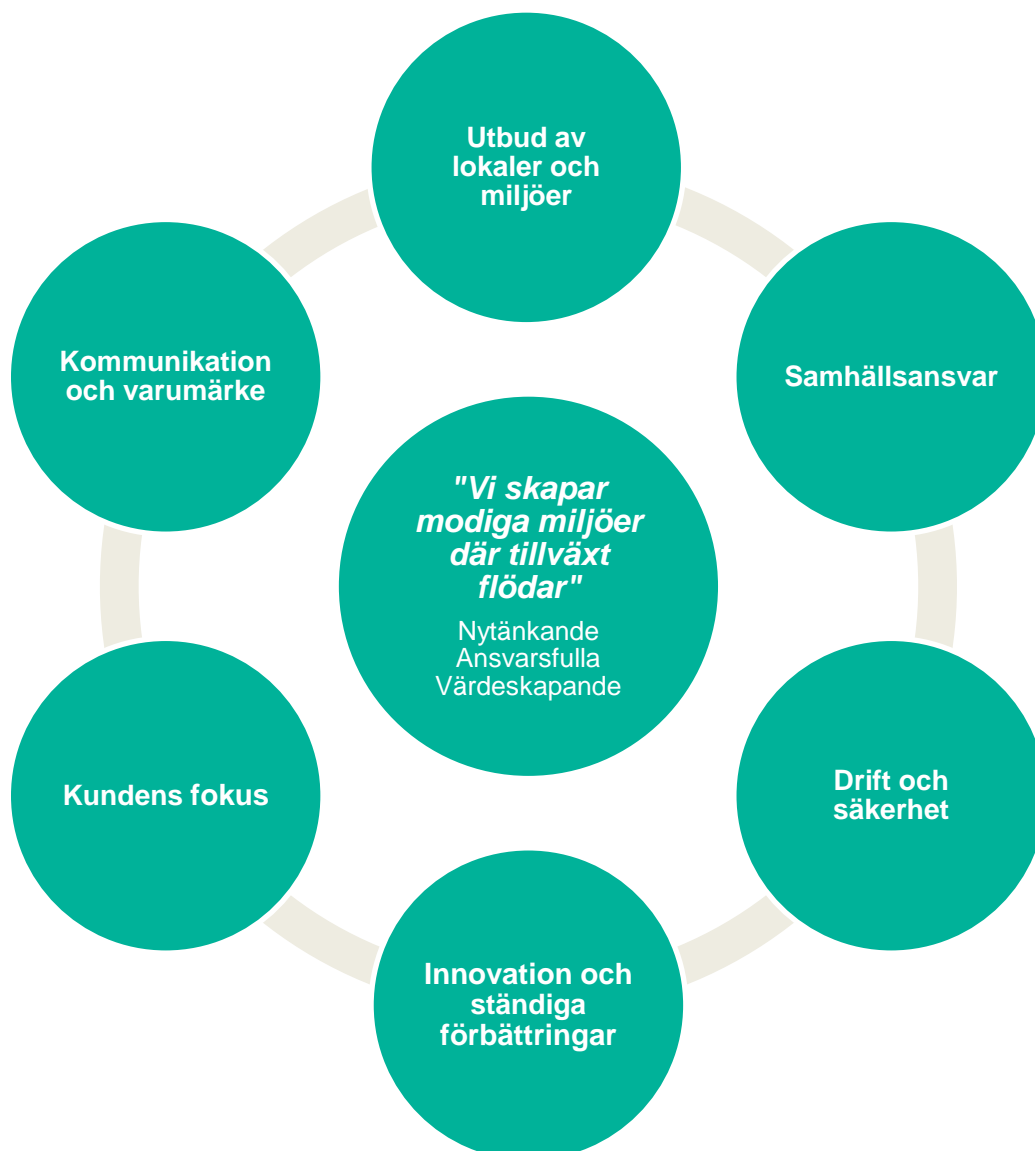 Utbud av
lokaler och
miljöer
Samhällsansvar
Drift och
säkerhet
Innovation och
ständiga
förbättringar
Kundens fokus
Kommunikation
och varumärke
"Vi skapar
modiga miljöer
där tillväxt
flödar"
Nytänkande
Ansvarsfulla
Värdeskapande